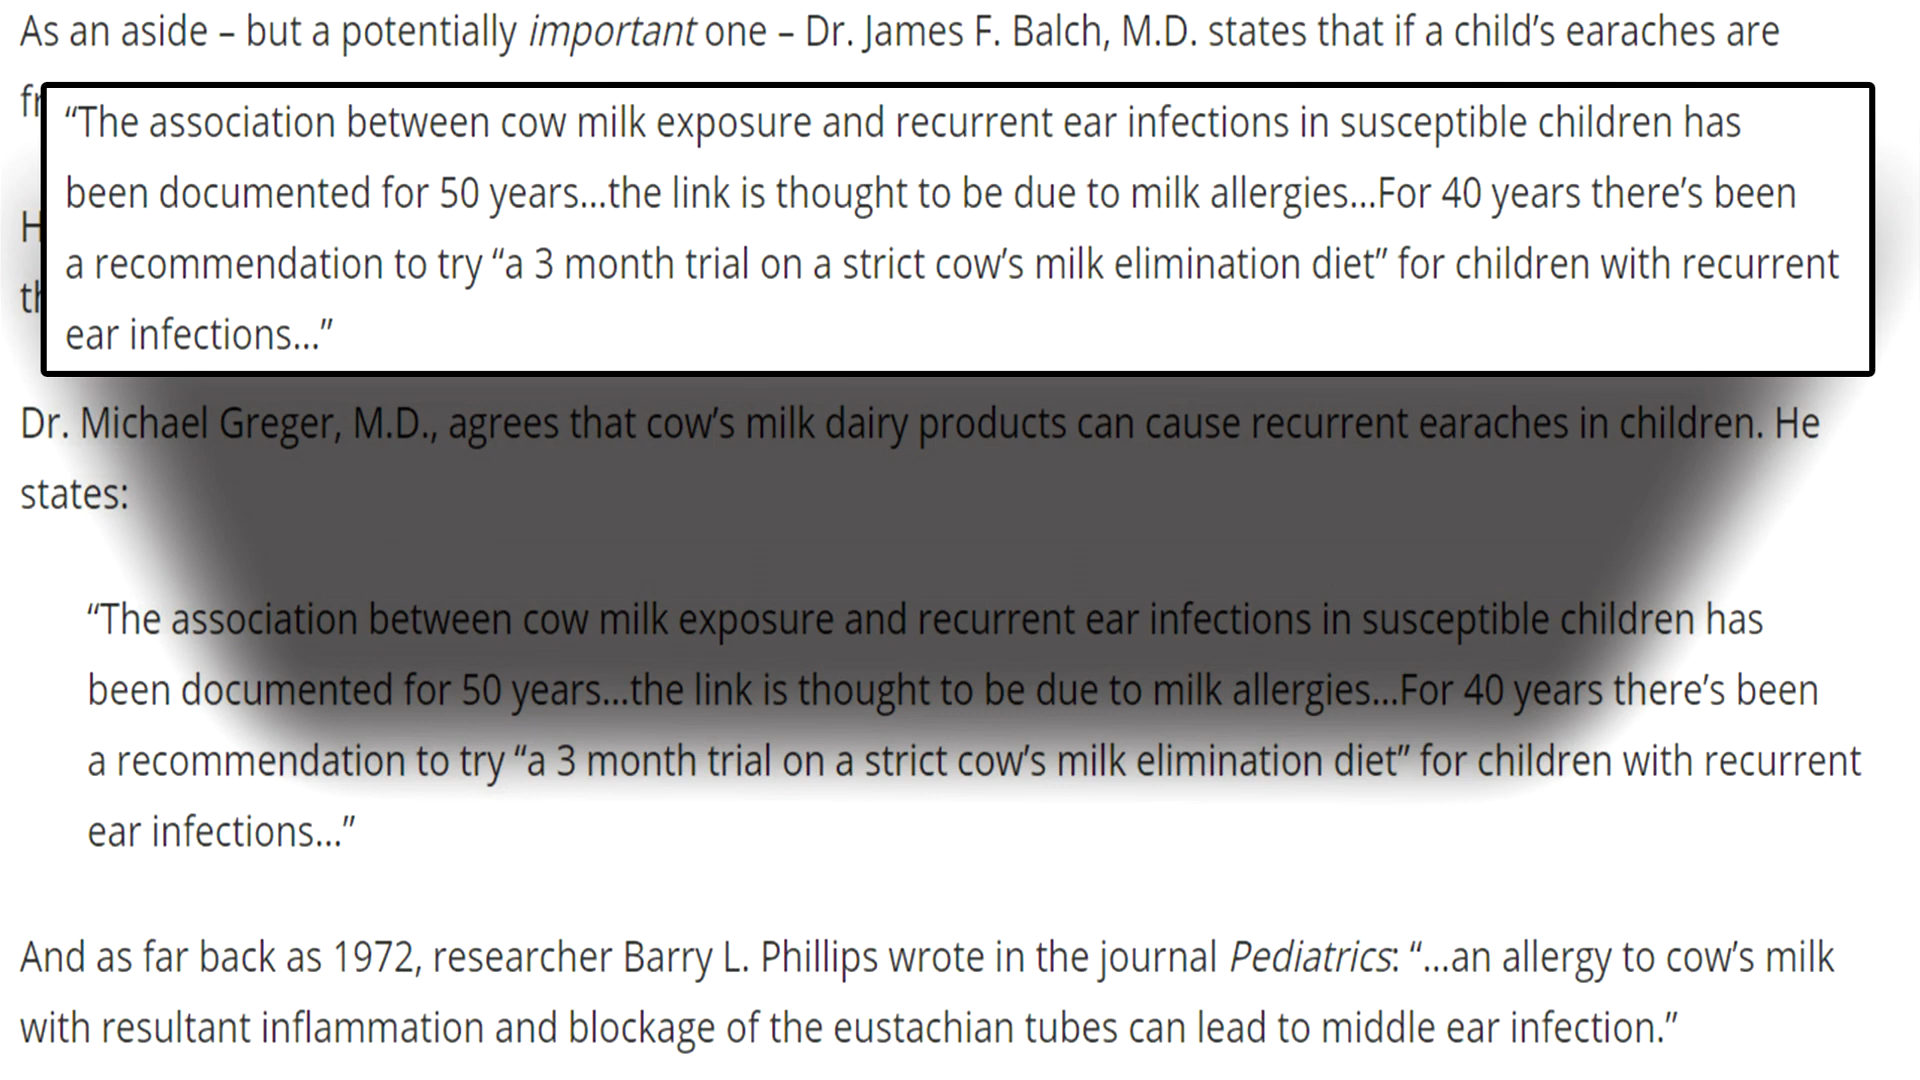 As an aside – but a potentially important one – Dr. James F. Balch, M.D. states that if a child’s earaches are
“The association between cow milk exposure and recurrent ear infections in susceptible children has
been documented for 50 years...the link is thought to be due to milk allergies...For 40 years there’s been
a recommendation to try “a 3 month trial on a strict cow’s milk elimination diet” for children with recurrent
ear infections...”
Dr. Michael Greger, M.D., agrees that cow’s milk dairy products can cause recurrent earaches in children. He
states:
“The association between cow milk exposure and recurrent ear infections in susceptible children has
been documented for 50 years...the link is thought to be due to milk allergies...For 40 years there’s been
a recommendation to try “a 3 month trial on a strict cow’s milk elimination diet” for children with recurrent
ear infections...”
And as far back as 1972, researcher Barry L. Phillips wrote in the journal Pediatrics: “...an allergy to cow’s milk
with resultant inflammation and blockage of the eustachian tubes can lead to middle ear infection.”